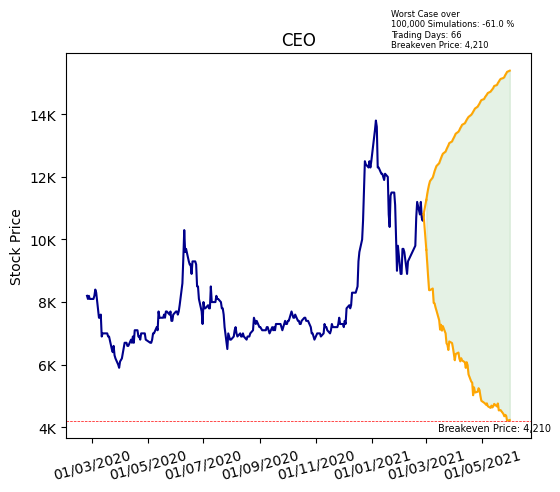 Worst Case over
100,000 Simulations: -61.0 %
Trading Days: 66
Breakeven Price: 4,210
CEO
Stock Price
14K
12K
10K
8K
6K
4K
Breakeven Price: 4,210
01/03/2020 01/05/2020 01/07/2020 01/09/2020 01/11/2020 01/01/2021 01/03/2021 01/05/2021